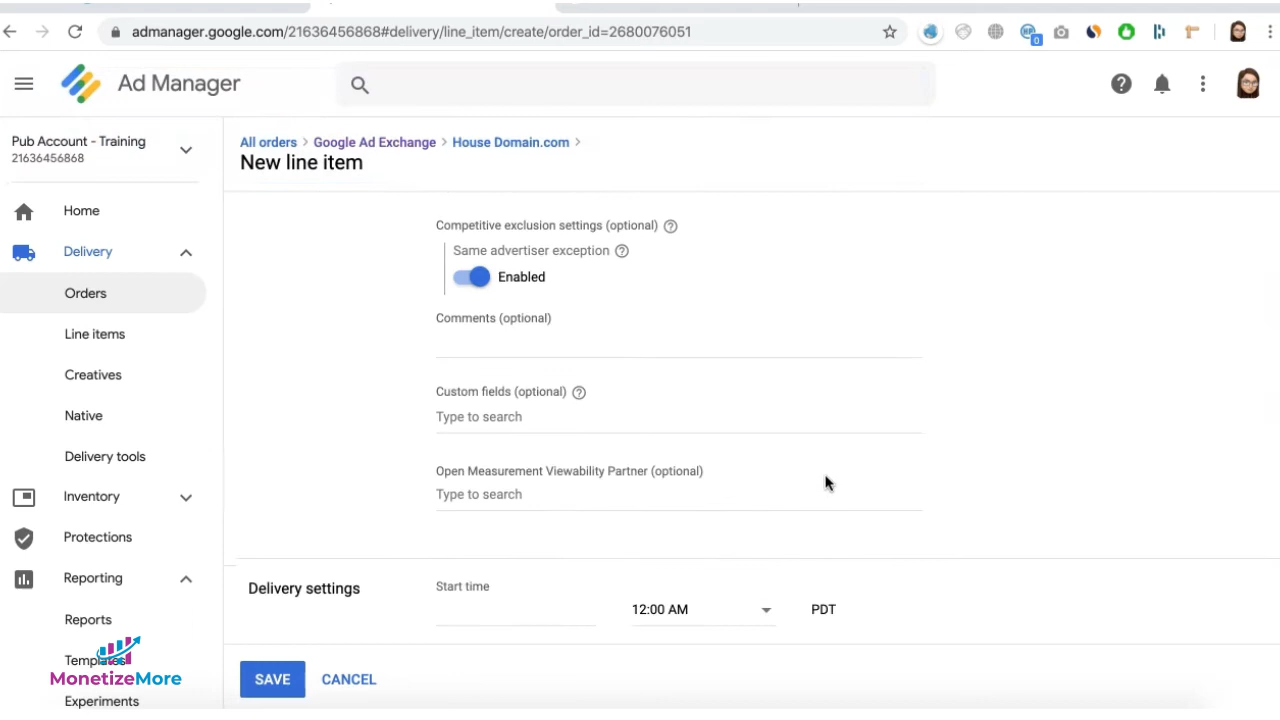 admanager.google.com/21636456868#delivery/line_item/create/order_id=2680076051
0
Ad Manager
Pub Account - Training
21636456868
All orders > Google Ad Exchange > House Domain.com >
New line item
Home
Delivery
Orders
Line items
Creatives
Native
Delivery tools
Inventory
Protections
Reporting
Reports
Templates
Experiments
MonetizeMore
Competitive exclusion settings (optional)
Same advertiser exception
Enabled
Comments (optional)
Custom fields (optional)
Type to search
Open Measurement Viewability Partner (optional)
Type to search
Delivery settings
Start time
12:00 AM
PDT
SAVE
CANCEL